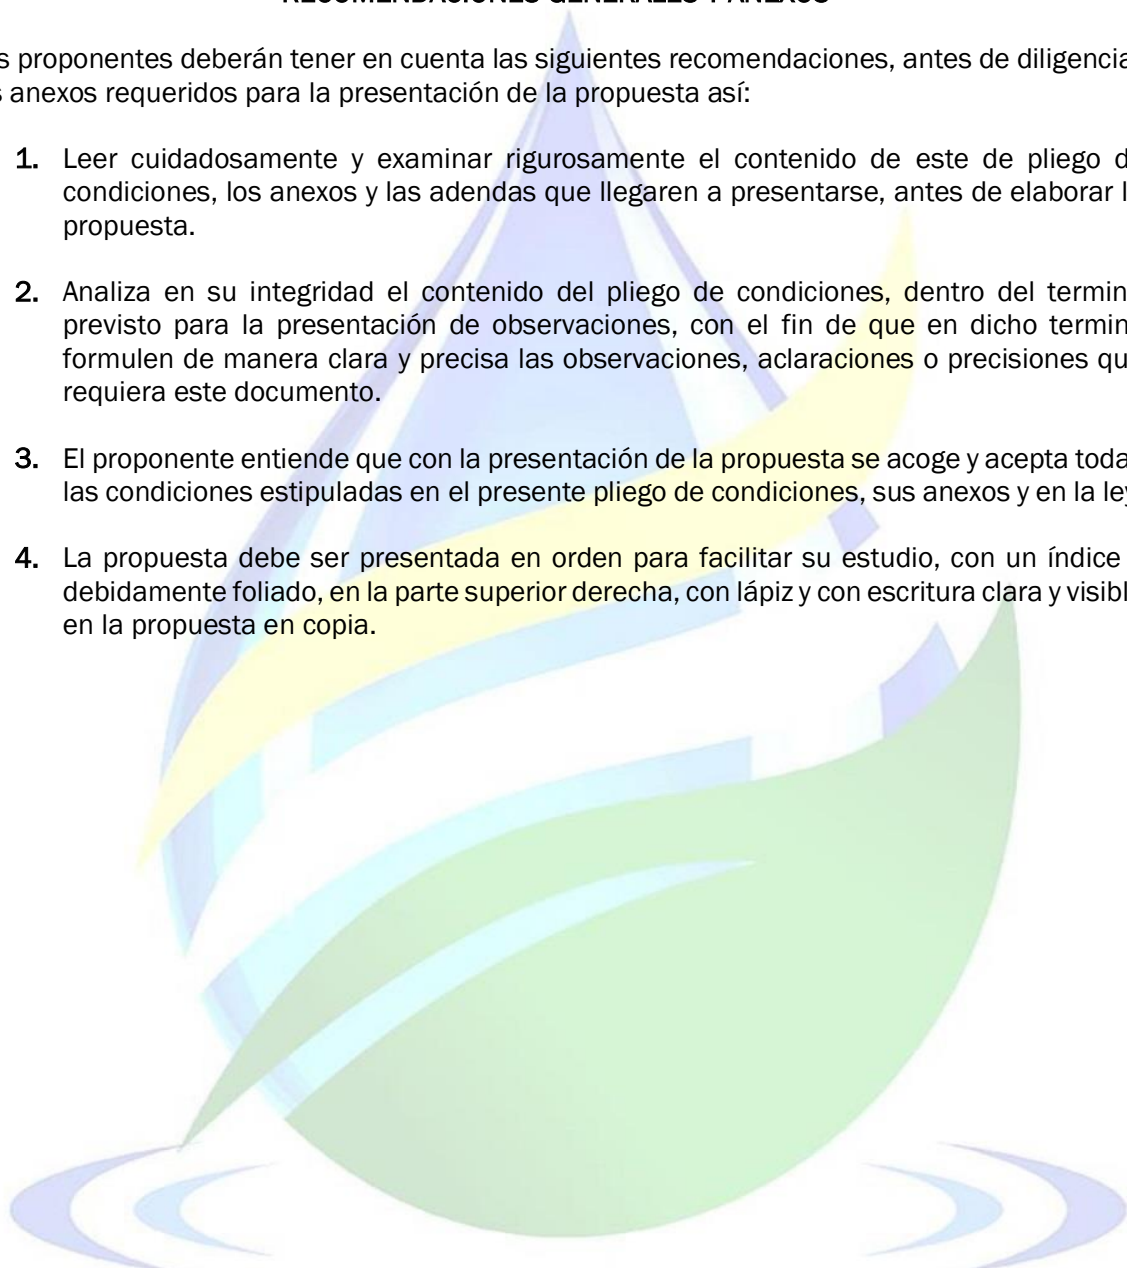 RECOMENDACIONES GENERALES Y ANEXOS
s proponentes deberán tener en cuenta las siguientes recomendaciones, antes de diligencia
s anexos requeridos para la presentación de la propuesta así:
1. Leer cuidadosamente y examinar rigurosamente el contenido de este de pliego d
condiciones, los anexos y las adendas que llegaren a presentarse, antes de elaborar l
propuesta.
2. Analiza en su integridad el contenido del pliego de condiciones, dentro del termin
previsto para la presentación de observaciones, con el fin de que en dicho termin
formulen de manera clara y precisa las observaciones, aclaraciones o precisiones qu
requiera este documento.
3. El proponente entiende que con la presentación de la propuesta se acoge y acepta toda
las condiciones estipuladas en el presente pliego de condiciones, sus anexos y en la ley
4. La propuesta debe ser presentada en orden para facilitar su estudio, con un índice
debidamente foliado, en la parte superior derecha, con lápiz y con escritura clara y visibl
en la propuesta en copia.